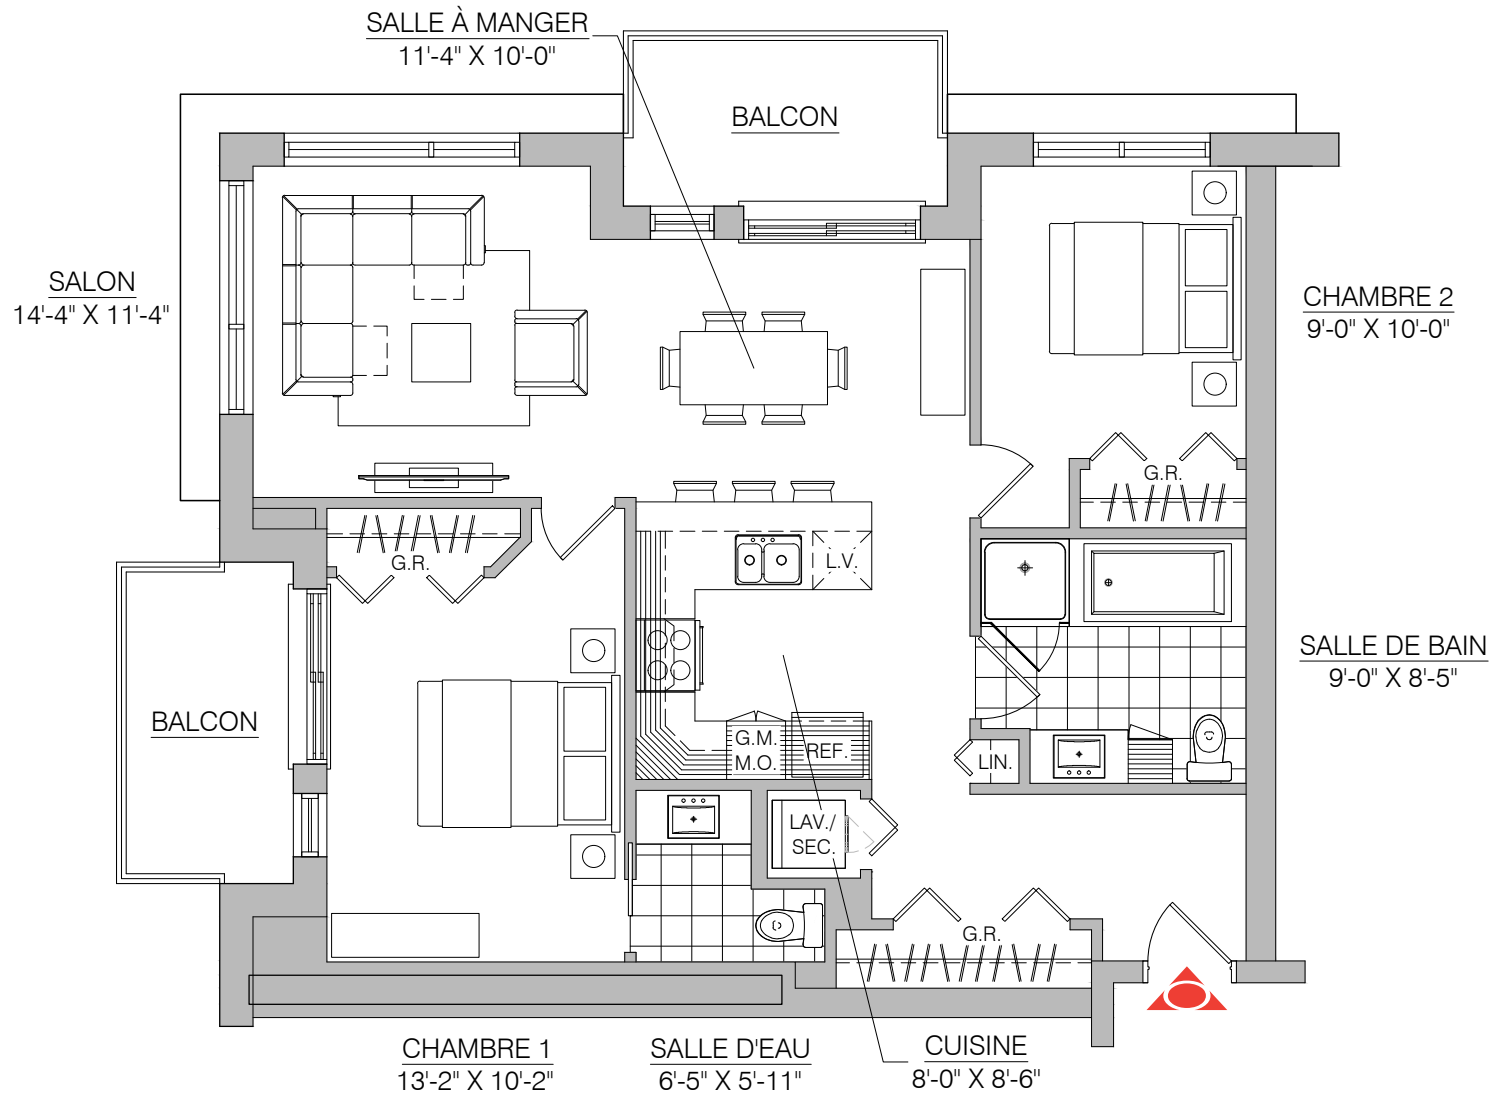 SALLE À MANGER
11'-4" X 10'-0"
BALCON
SALON
14'-4" X 11'-4"
CHAMBRE 2
9'-0" X 10'-0"
G.R.
G.R.
L.V.
SALLE DE BAIN
9'-0" X 8'-5"
BALCON
G.M.
M.O.
REF.
LIN.
LAV./
SEC.
G.R.
CHAMBRE 1
13'-2" X 10'-2"
SALLE D'EAU
6'-5" X 5'-11"
CUISINE
8'-0" X 8'-6"